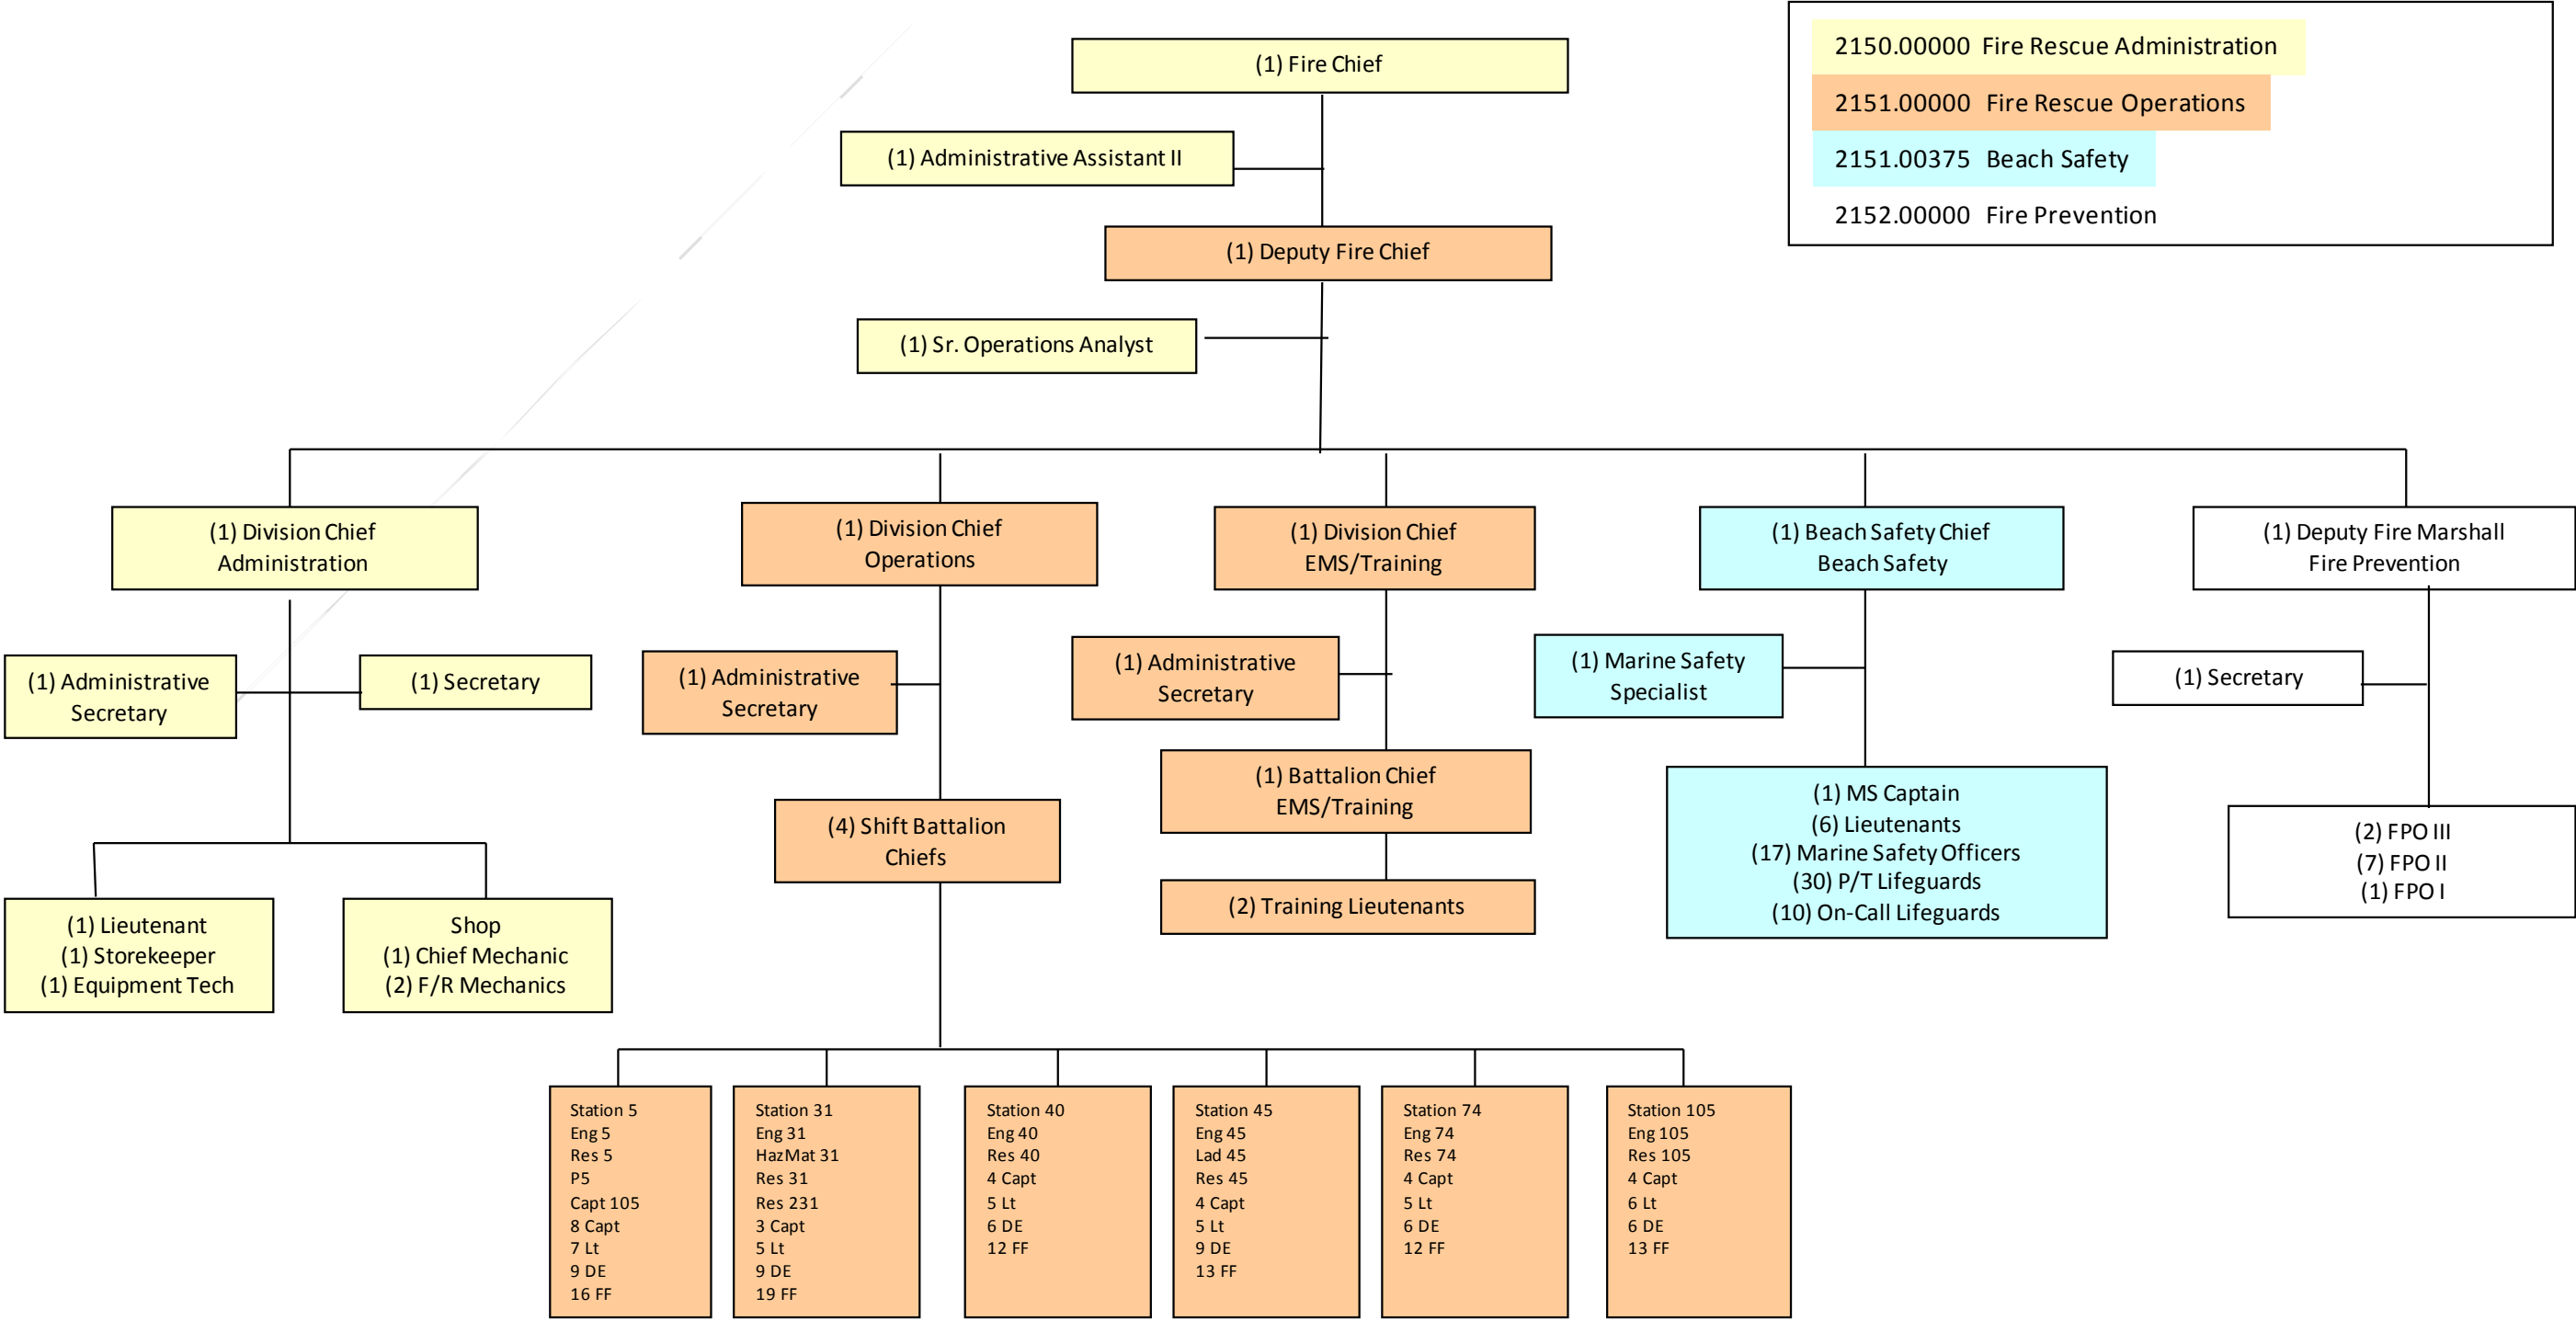 (1) Fire Chief
2150.00000 Fire Rescue Administration
2151.00000 Fire Rescue Operations
2151.00375 Beach Safety
2152.00000 Fire Prevention
(1) Administrative Assistant II
(1) Deputy Fire Chief
(1) Sr. Operations Analyst
(1) Division Chief
Administration
(1) Division Chief
Operations
(1) Division Chief
EMS/Training
(1) Beach Safety Chief
Beach Safety
(1) Deputy Fire Marshall
Fire Prevention
(1) Administrative
Secretary
(1) Secretary
(1) Administrative
Secretary
(1) Administrative
Secretary
(1) Marine Safety
Specialist
(1) Secretary
(1) Battalion Chief
EMS/Training
(4) Shift Battalion
Chiefs
(2) Training Lieutenants
(1) MS Captain
(6) Lieutenants
(17) Marine Safety Officers
(30) P/T Lifeguards
(10) On-Call Lifeguards
(2) FPO III
(7) FPO II
(1) FPO I
(1) Lieutenant
(1) Storekeeper
(1) Equipment Tech
Shop
(1) Chief Mechanic
(2) F/R Mechanics
Station 5
Eng 5
Res 5
P5
Capt 105
8 Capt
7 Lt
9 DE
16 FF
Station 31
Eng 31
HazMat 31
Res 31
Res 231
3 Capt
5 Lt
9 DE
19 FF
Station 40
Eng 40
Res 40
4 Capt
5 Lt
6 DE
12 FF
Station 45
Eng 45
Lad 45
Res 45
4 Capt
5 Lt
9 DE
13 FF
Station 74
Eng 74
Res 74
4 Capt
5 Lt
6 DE
12 FF
Station 105
Eng 105
Res 105
4 Capt
6 Lt
6 DE
13 FF